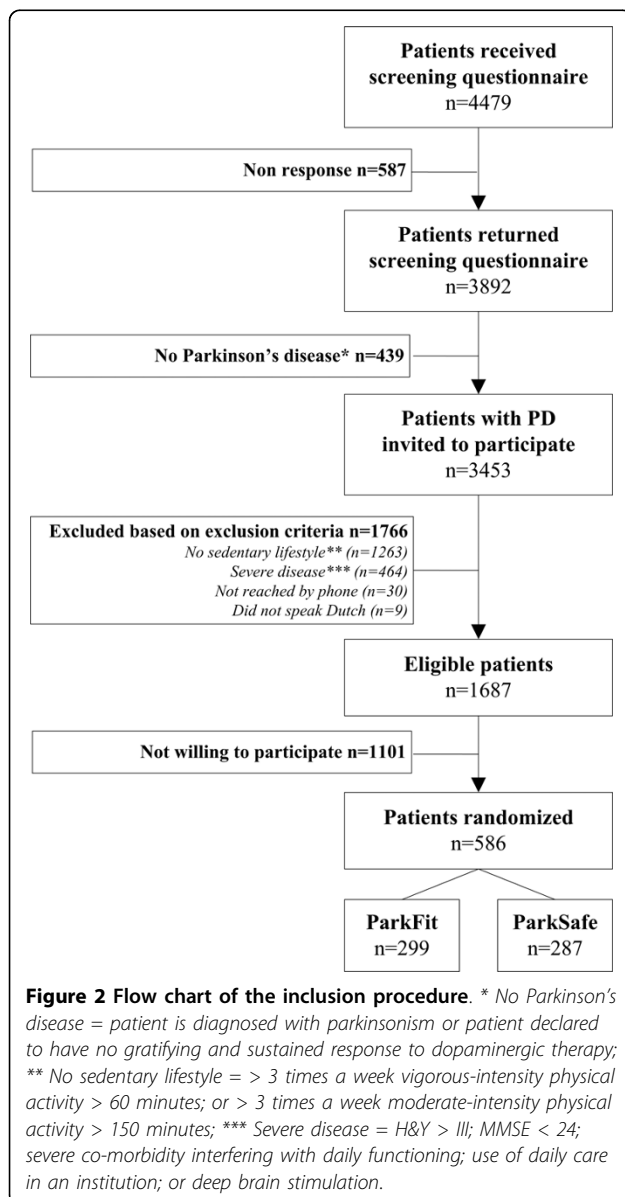 Patients received
screening questionnaire
n=4479
Non response n=587
Patients returned
screening questionnaire
n=3892
No Parkinson's disease* n=439
Patients with PD
invited to participate
n=3453
Excluded based on exclusion criteria n=1766
No sedentary lifestyle** (n=1263)
Severe disease*** (n=464)
Not reached by phone (n=30)
Did not speak Dutch (n=9)
Eligible patients
n=1687
Not willing to participate n=1101
Patients randomized
n=586
ParkFit
n=299
ParkSafe
n=287
Figure 2 Flow chart of the inclusion procedure. * No Parkinson's
disease = patient is diagnosed with parkinsonism or patient declared
to have no gratifying and sustained response to dopaminergic therapy;
** No sedentary lifestyle = > 3 times a week vigorous-intensity physical
activity > 60 minutes; or > 3 times a week moderate-intensity physical
activity > 150 minutes; *** Severe disease = H&Y > III; MMSE < 24;
severe co-morbidity interfering with daily functioning; use of daily care
in an institution; or deep brain stimulation.